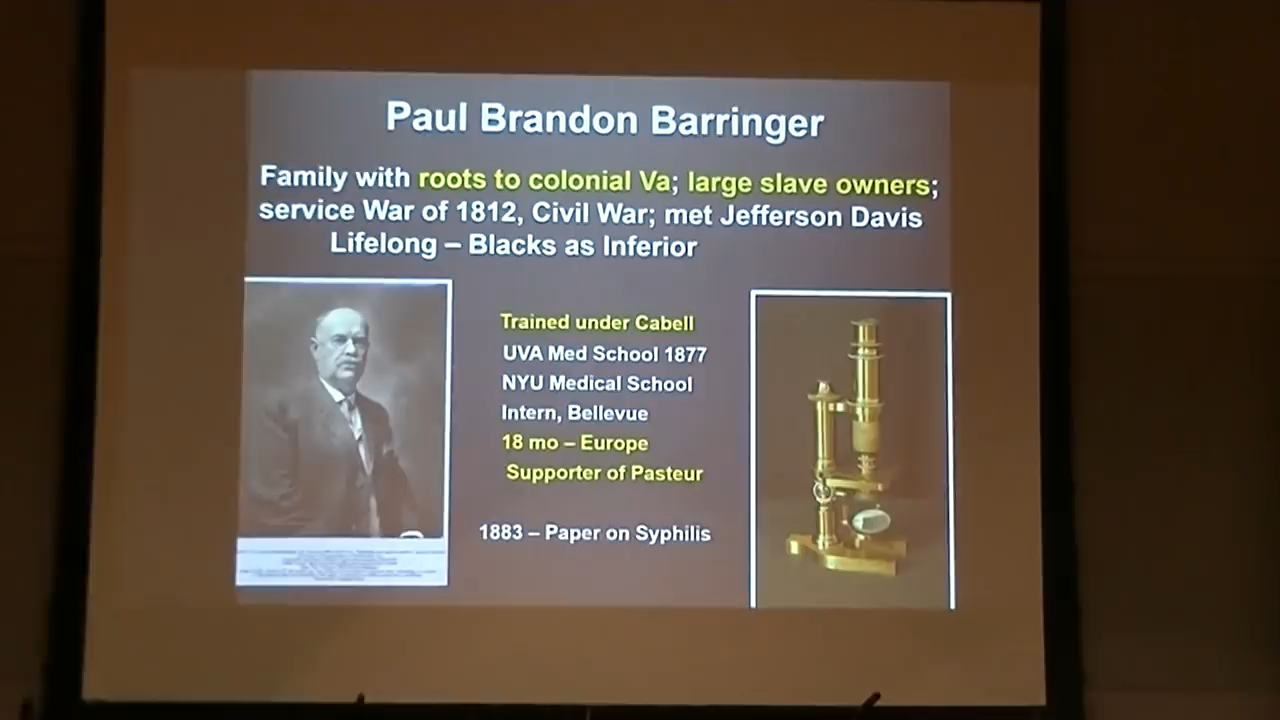 Paul Brandon Barringer
Family with roots to colonial Va; large slave owners;
service War of 1812, Civil War; met Jefferson Davis
Lifelong – Blacks as Inferior
Trained under Cabell
UVA Med School 1877
NYU Medical School
Intern, Bellevue
18 mo – Europe
Supporter of Pasteur
1883 – Paper on Syphilis